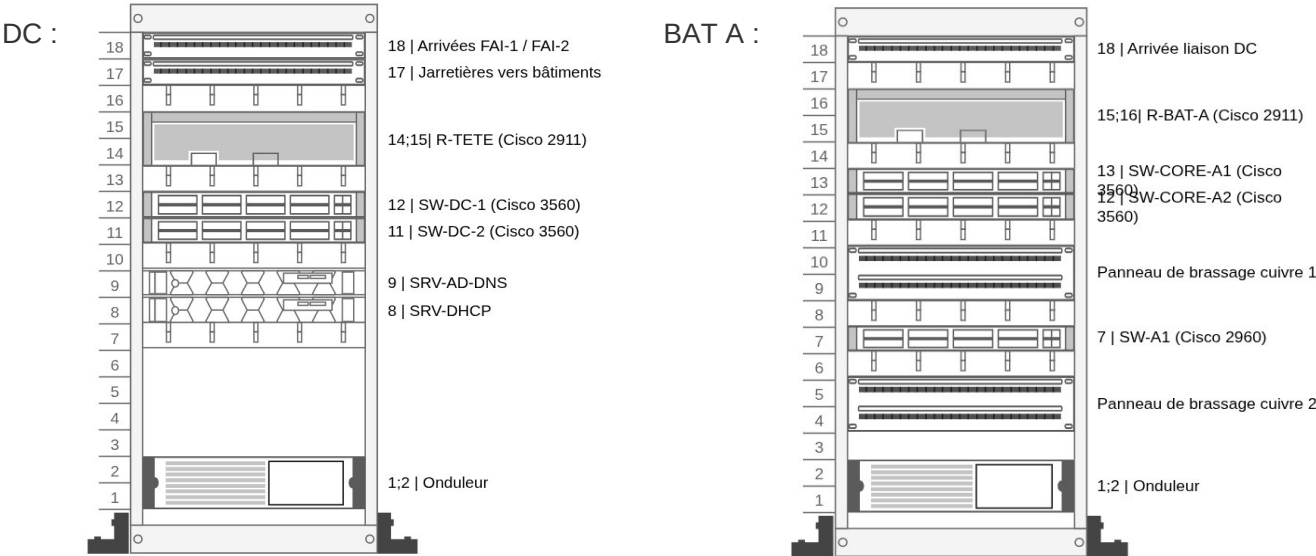 DC :
18
17
16
15
14
13
12
11
10
9
8
7
6
5
4
3
2
1
18 | Arrivées FAI-1 / FAI-2
17 | Jarretières vers bâtiments
14;15| R-TETE (Cisco 2911)
12 | SW-DC-1 (Cisco 3560)
11 | SW-DC-2 (Cisco 3560)
9 | SRV-AD-DNS
8 | SRV-DHCP
1;2 | Onduleur
BAT A :
18
17
16
15
14
13
12
11
10
9
8
7
6
5
4
3
2
1
18 | Arrivée liaison DC
15;16| R-BAT-A (Cisco 2911)
13 | SW-CORE-A1 (Cisco
3560)
12 | SW-CORE-A2 (Cisco
3560)
Panneau de brassage cuivre 1
7 | SW-A1 (Cisco 2960)
Panneau de brassage cuivre 2
1;2 | Onduleur